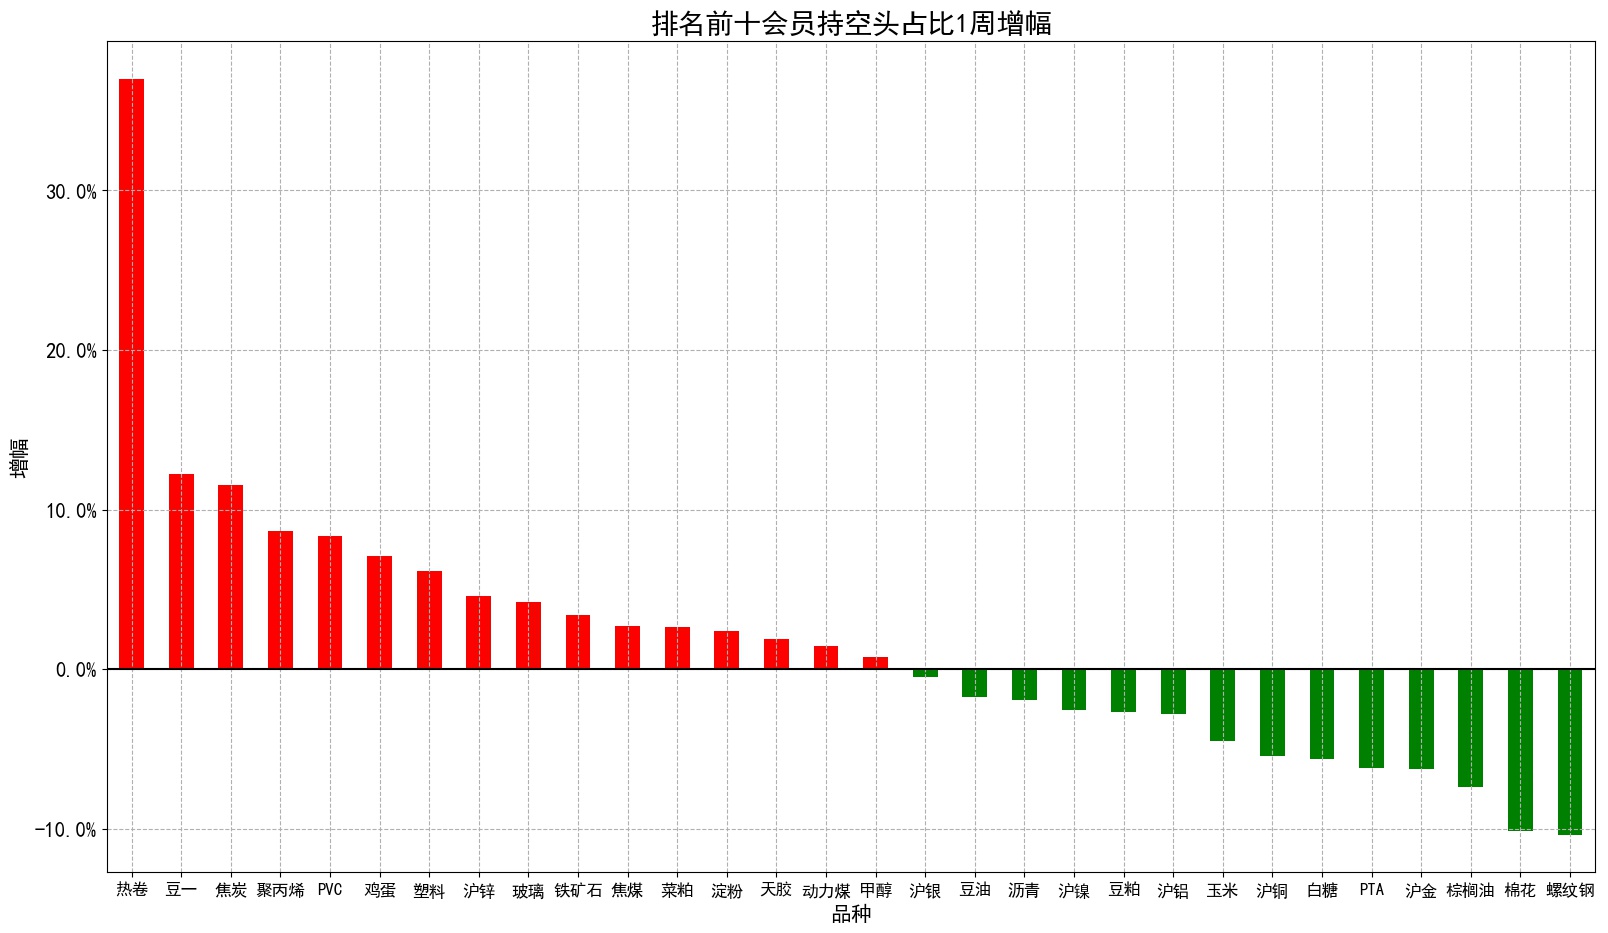 排名前十会员持空头占比1周增幅
增幅
30.0%
20.0%
10.0%
0.0%
-10.0%
热卷 豆一 焦炭 聚丙烯 PVC 鸡蛋 塑料 沪锌 玻璃 铁矿石 焦煤 菜粕 淀粉 天胶 动力煤 甲醇 沪银 豆油 沥青 沪镍 豆粕 沪铝 玉米 沪铜 白糖 PTA 沪金 棕榈油 棉花 螺纹钢
品种